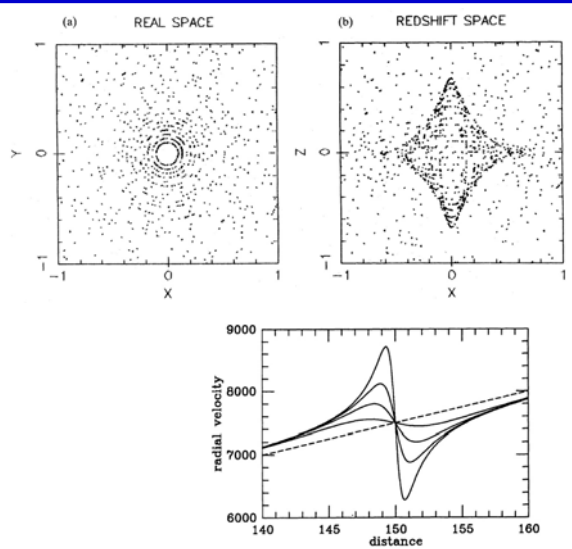 (a) REAL SPACE
(b) REDSHIFT SPACE
1
Y
0
-1
-1 0 1
X
1
Z
0
-1
-1 0 1
X
9000
8000
radial velocity
7000
6000
140 145 150 155 160
distance